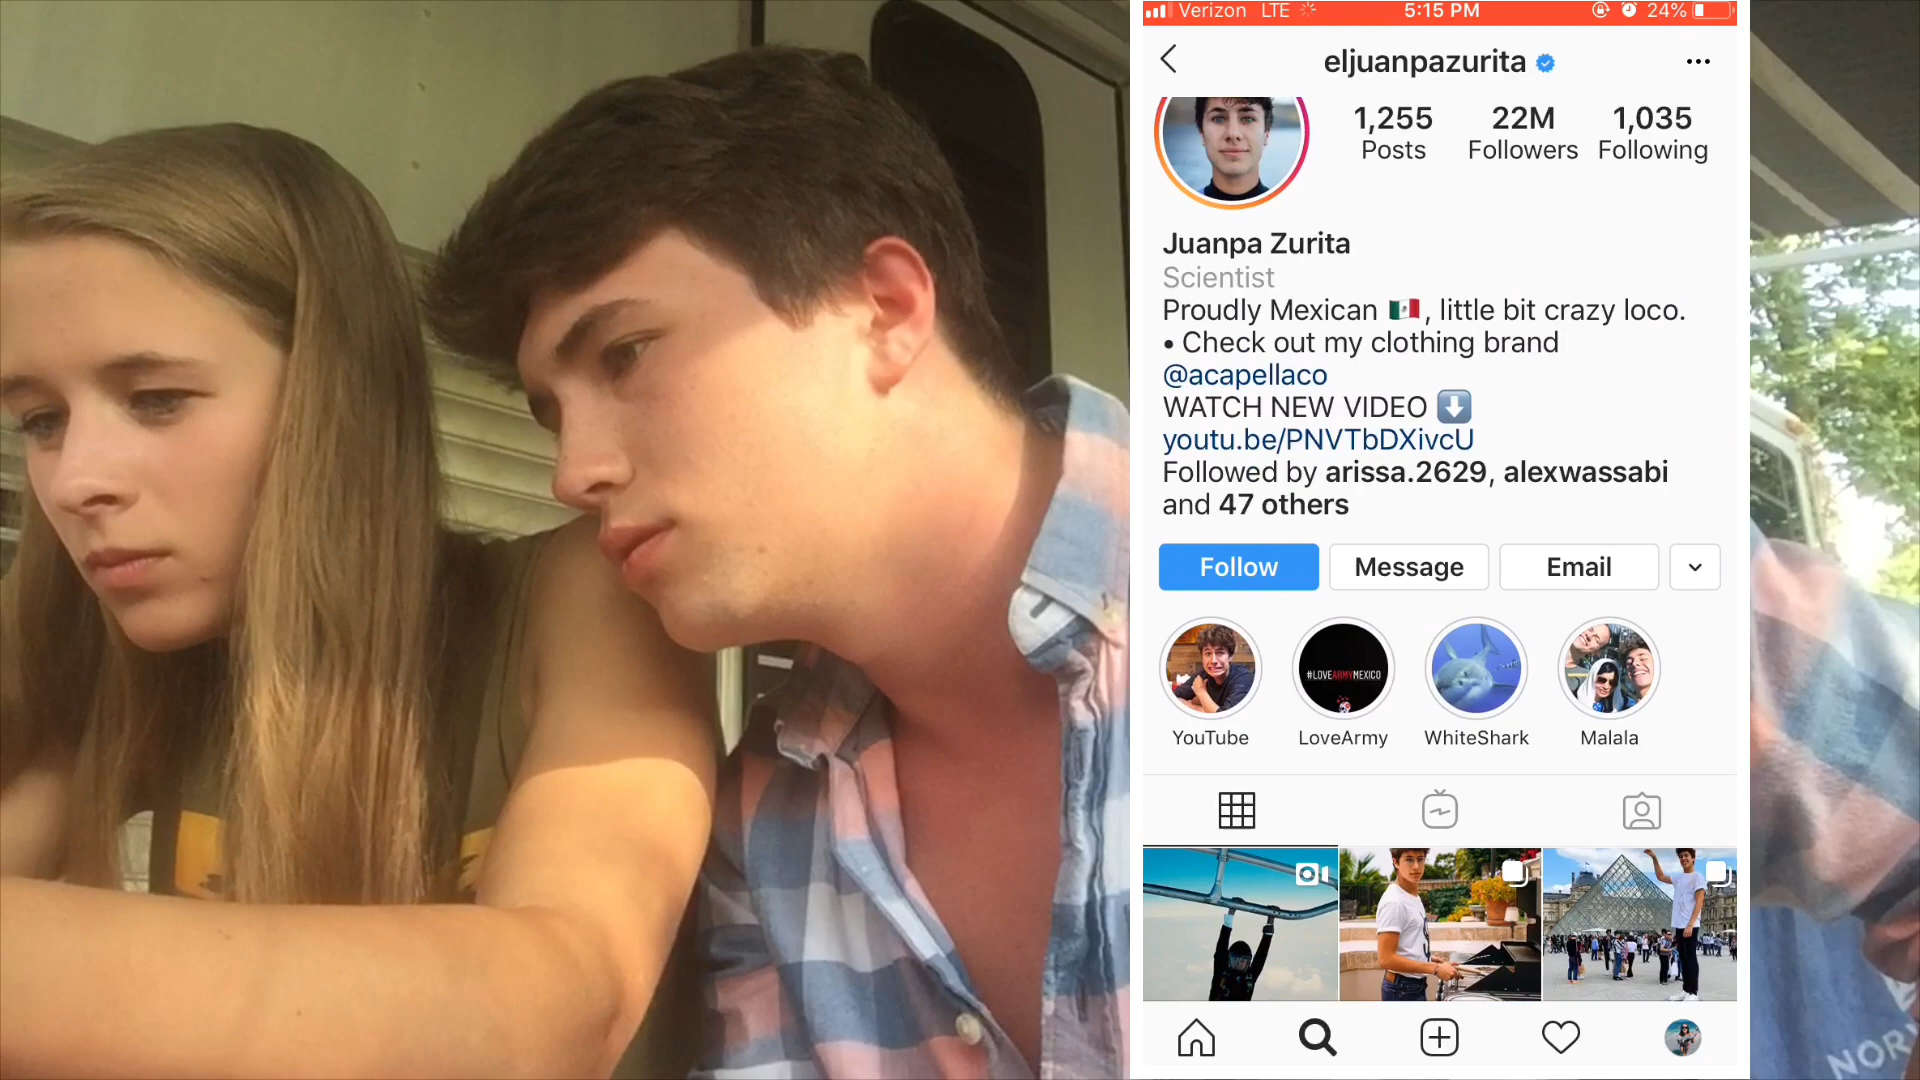 Verizon LTE 5:15 PM 24%
eljuanpazurita
1,255 22M 1,035
Posts Followers Following
Juanpa Zurita
Scientist
Proudly Mexican 🇲🇽, little bit crazy loco.
• Check out my clothing brand
@acapellaco
WATCH NEW VIDEO ⬇️
youtu.be/PNVTbDXivcU
Followed by arissa.2629, alexwassabi
and 47 others
Follow Message Email
#LOVEARMYMEXICO
YouTube LoveArmy WhiteShark Malala
NOR